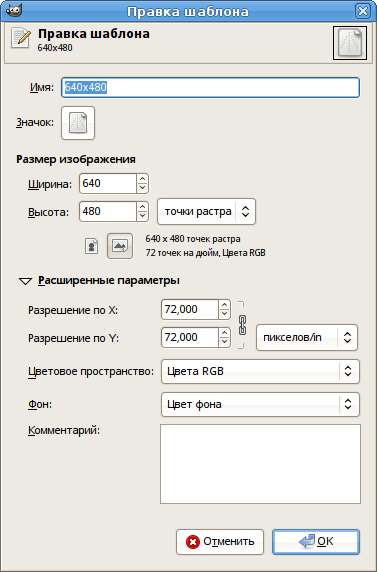 Правка шаблона
Правка шаблона
640x480
Имя: 640x480
Значок:
Размер изображения
Ширина: 640
Высота: 480 точки растра
640 x 480 точек растра
72 точек на дюйм, Цвета RGB
Расширенные параметры
Разрешение по X: 72,000
Разрешение по Y: 72,000 пикселов/in
Цветовое пространство: Цвета RGB
Фон: Цвет фона
Комментарий:
Отменить OK